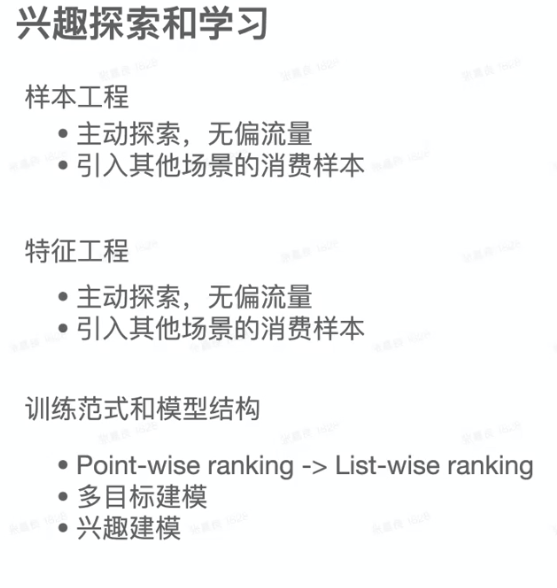 兴趣探索和学习
样本工程
• 主动探索，无偏流量
• 引入其他场景的消费样本
特征工程
• 主动探索，无偏流量
• 引入其他场景的消费样本
训练范式和模型结构
• Point-wise ranking -> List-wise ranking
• 多目标建模
• 兴趣建模